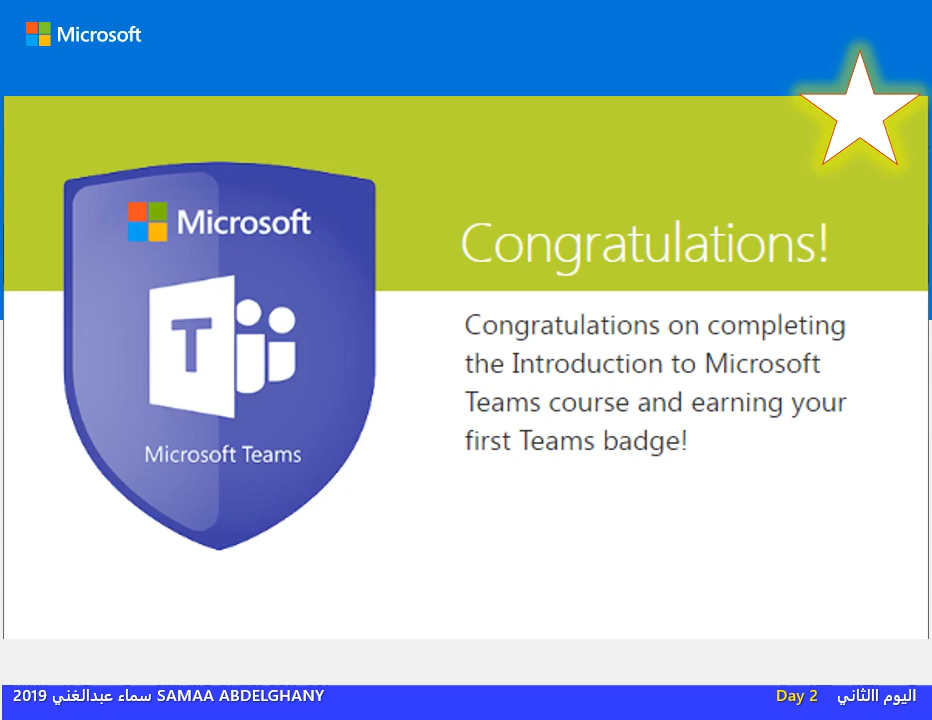 Microsoft
Microsoft
T
Microsoft Teams
Congratulations!
Congratulations on completing
the Introduction to Microsoft
Teams course and earning your
first Teams badge!
2019 سماء عبدالغني SAMAA ABDELGHANY
Day 2 اليوم االثاني